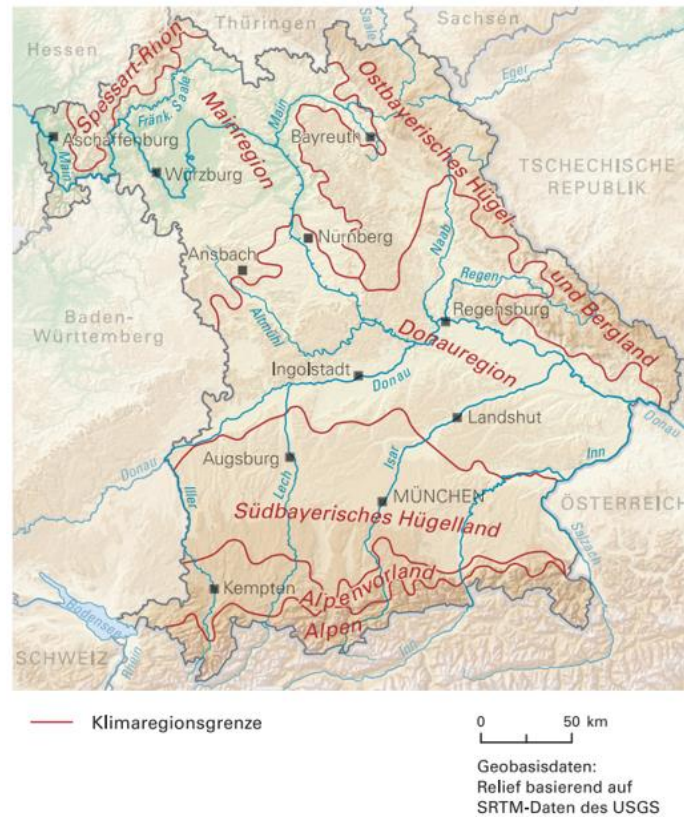 Thüringen
Sachsen
Hessen
Saale
Eger
Spessart-Rhön
Fränk. Saale
Mainregion
Main
Ostbayerisches Hügel-
und Bergland
Aschaffenburg
Main
Würzburg
Bayreuth
TSCHECHISCHE
REPUBLIK
Nürnberg
Naab
Ansbach
Regen
Baden-
Württemberg
Altmühl
Regensburg
Donauregion
Ingolstadt
Donau
Landshut
Donau
Donau
Augsburg
Isar
Inn
Iller
Lech
MÜNCHEN
ÖSTERREICH
Südbayerisches Hügelland
Salzach
Kempten
Alpenvorland
Alpen
Bodensee
SCHWEIZ
Rhein
Inn
Klimaregionsgrenze
0 50 km
Geobasisdaten:
Relief basierend auf
SRTM-Daten des USGS